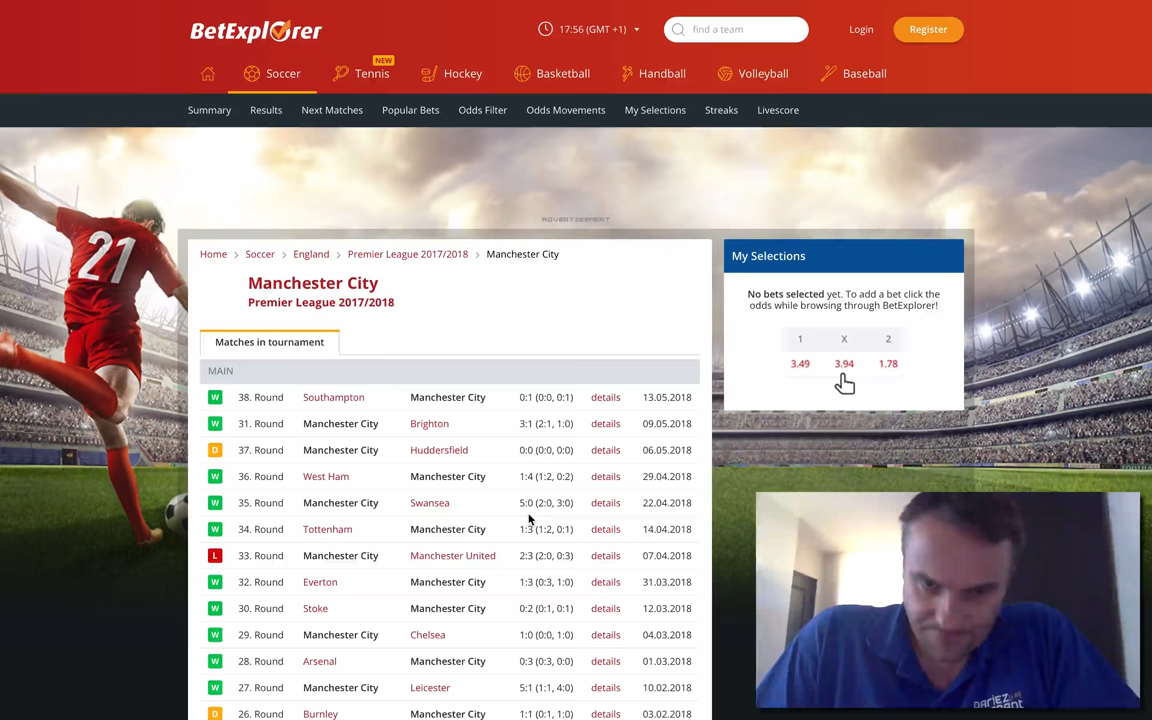 BetExplorer
17:56 (GMT +1)
find a team
Login
Register
Soccer
Tennis
NEW
Hockey
Basketball
Handball
Volleyball
Baseball
Summary Results Next Matches Popular Bets Odds Filter Odds Movements My Selections Streaks Livescore
21
ADVERTISEMENT
Home > Soccer > England > Premier League 2017/2018 > Manchester City
Manchester City
Premier League 2017/2018
Matches in tournament
MAIN
W 38. Round Southampton Manchester City 0:1 (0:0, 0:1) details 13.05.2018
W 31. Round Manchester City Brighton 3:1 (2:1, 1:0) details 09.05.2018
D 37. Round Manchester City Huddersfield 0:0 (0:0, 0:0) details 06.05.2018
W 36. Round West Ham Manchester City 1:4 (1:2, 0:2) details 29.04.2018
W 35. Round Manchester City Swansea 5:0 (2:0, 3:0) details 22.04.2018
W 34. Round Tottenham Manchester City 1:3 (1:2, 0:1) details 14.04.2018
L 33. Round Manchester City Manchester United 2:3 (2:0, 0:3) details 07.04.2018
W 32. Round Everton Manchester City 1:3 (0:3, 1:0) details 31.03.2018
W 30. Round Stoke Manchester City 0:2 (0:1, 0:1) details 12.03.2018
W 29. Round Manchester City Chelsea 1:0 (0:0, 1:0) details 04.03.2018
W 28. Round Arsenal Manchester City 0:3 (0:3, 0:0) details 01.03.2018
W 27. Round Manchester City Leicester 5:1 (1:1, 4:0) details 10.02.2018
D 26. Round Burnley Manchester City 1:1 (0:1, 1:0) details 03.02.2018
My Selections
No bets selected yet. To add a bet click the
odds while browsing through BetExplorer!
1 X 2
3.49 3.94 1.78